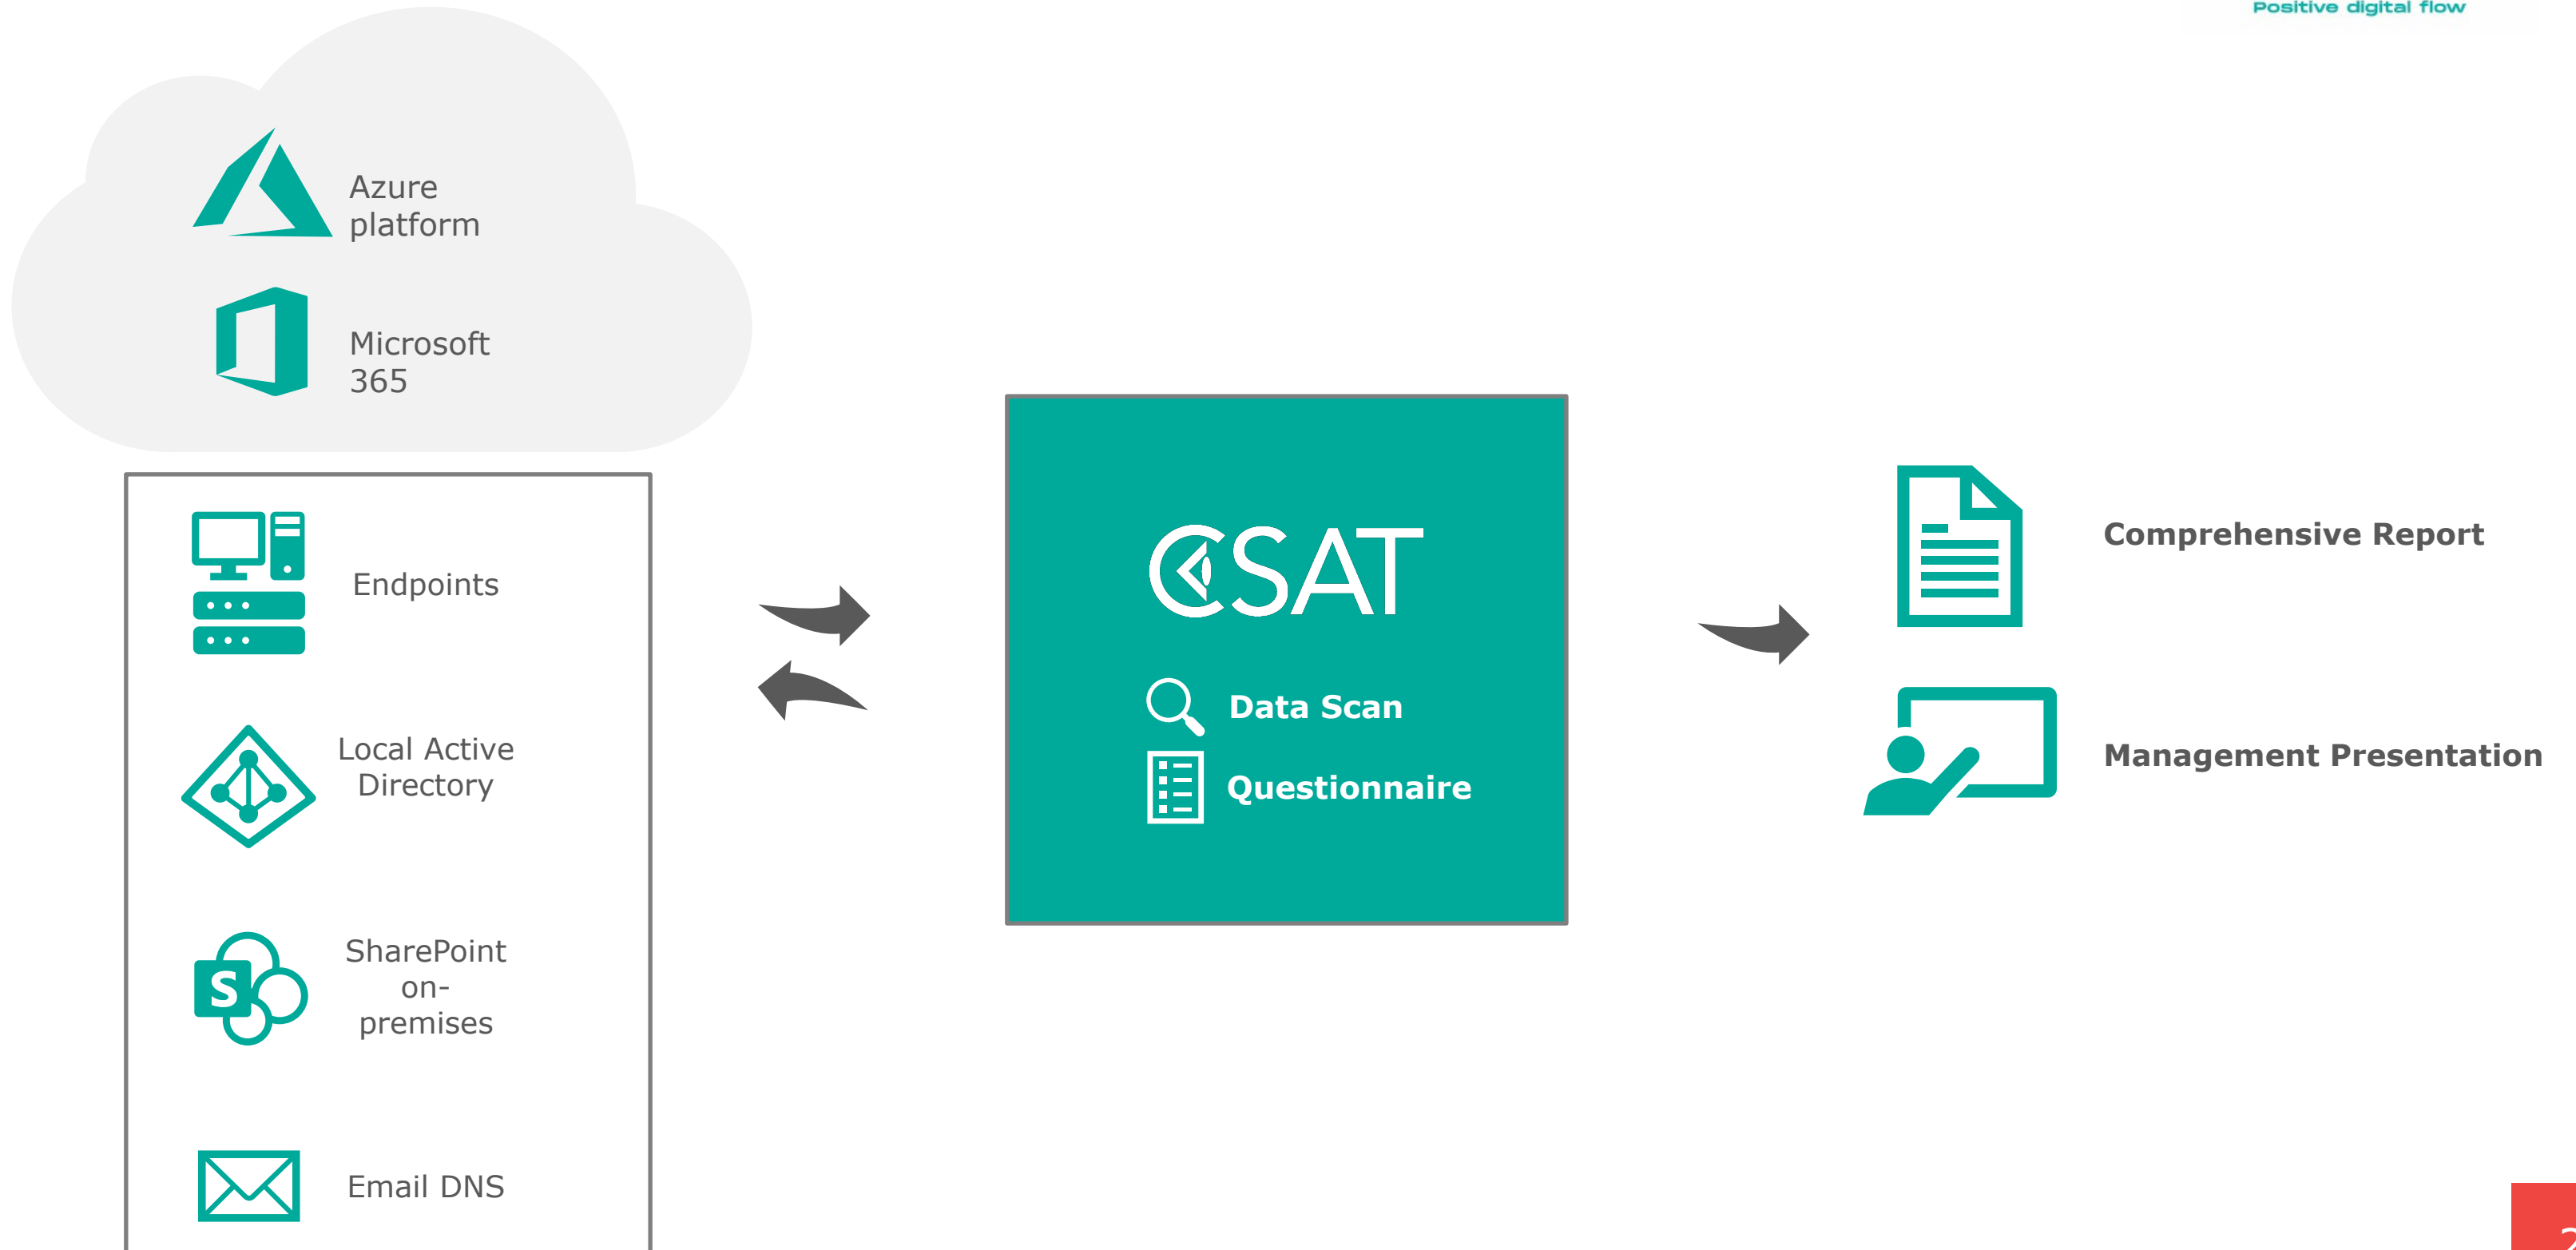 Positive digital flow
Azure
platform
Microsoft
365
Endpoints
Local Active
Directory
SharePoint
on-
premises
Email DNS
CSAT
Data Scan
Questionnaire
Comprehensive Report
Management Presentation